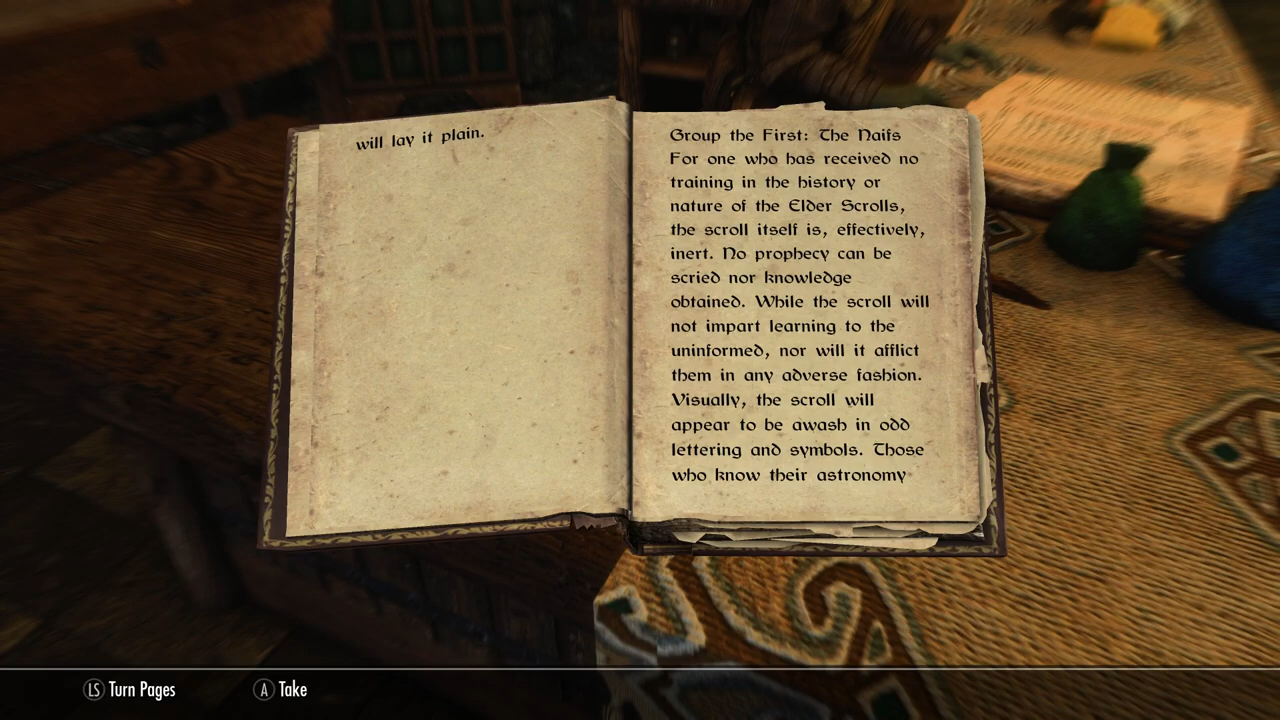 will lay it plain.
Group the First: The Naifs
For one who has received no
training in the history or
nature of the Elder Scrolls,
the scroll itself is, effectively,
inert. No prophecy can be
scried nor knowledge
obtained. While the scroll will
not impart learning to the
uninformed, nor will it afflict
them in any adverse fashion.
Visually, the scroll will
appear to be awash in odd
lettering and symbols. Those
who know their astronomy
LS Turn Pages
A Take